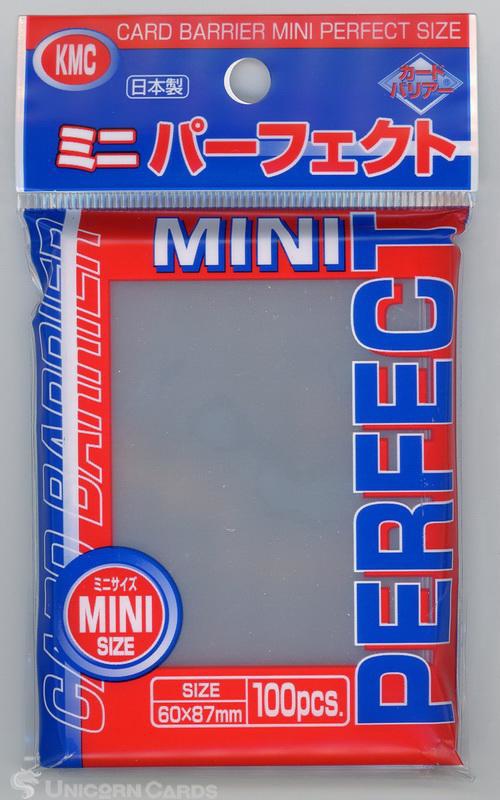 CARD BARRIER MINI PERFECT SIZE
KMC
日本製
カード
バリアー
ミニ パーフェクト
MINI
PERFECT
CARD BARRIER
ミニサイズ
MINI
SIZE
SIZE
60×87mm
100pcs.
UNICORN CARDS